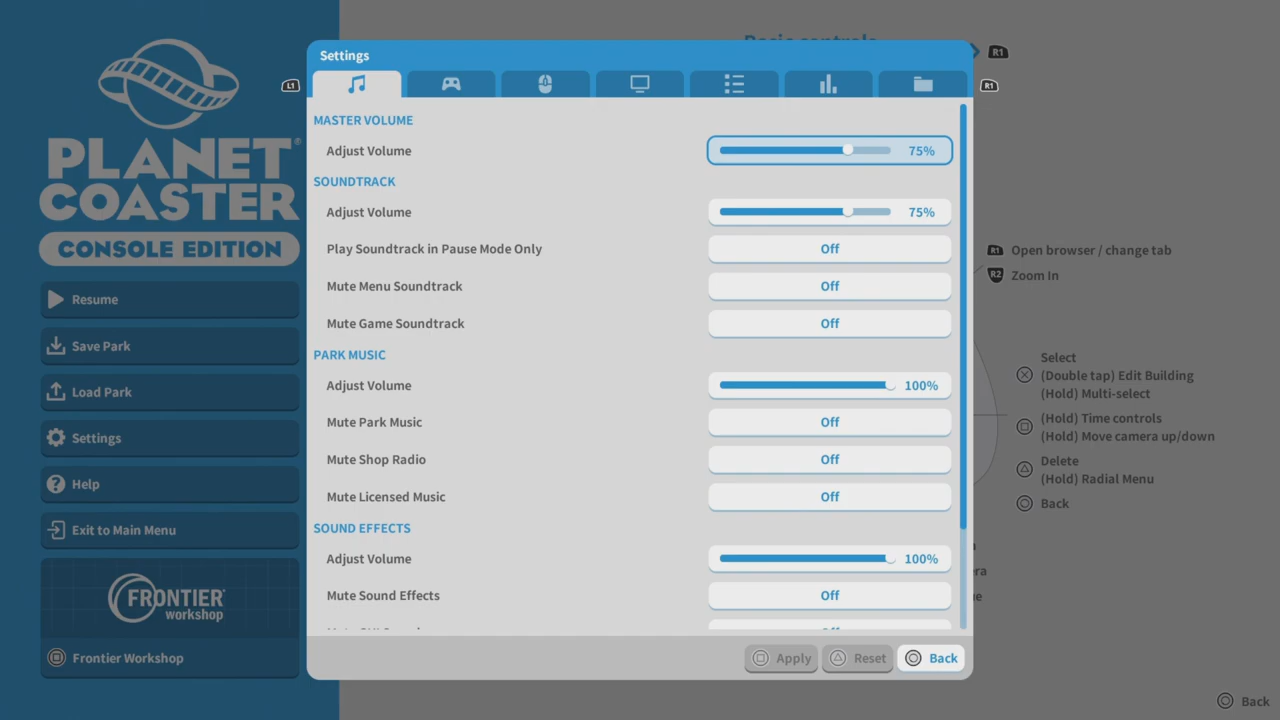 Basic controls
R1
Settings
L1
R1
PLANET
COASTER
CONSOLE EDITION
Resume
Save Park
Load Park
Settings
Help
Exit to Main Menu
FRONTIER
workshop
Frontier Workshop
MASTER VOLUME
Adjust Volume 75%
SOUNDTRACK
Adjust Volume 75%
Play Soundtrack in Pause Mode Only Off
Mute Menu Soundtrack Off
Mute Game Soundtrack Off
PARK MUSIC
Adjust Volume 100%
Mute Park Music Off
Mute Shop Radio Off
Mute Licensed Music Off
SOUND EFFECTS
Adjust Volume 100%
Mute Sound Effects Off
Apply Reset Back
R1 Open browser / change tab
R2 Zoom In
Select
(Double tap) Edit Building
(Hold) Multi-select
(Hold) Time controls
(Hold) Move camera up/down
Delete
(Hold) Radial Menu
Back
Back